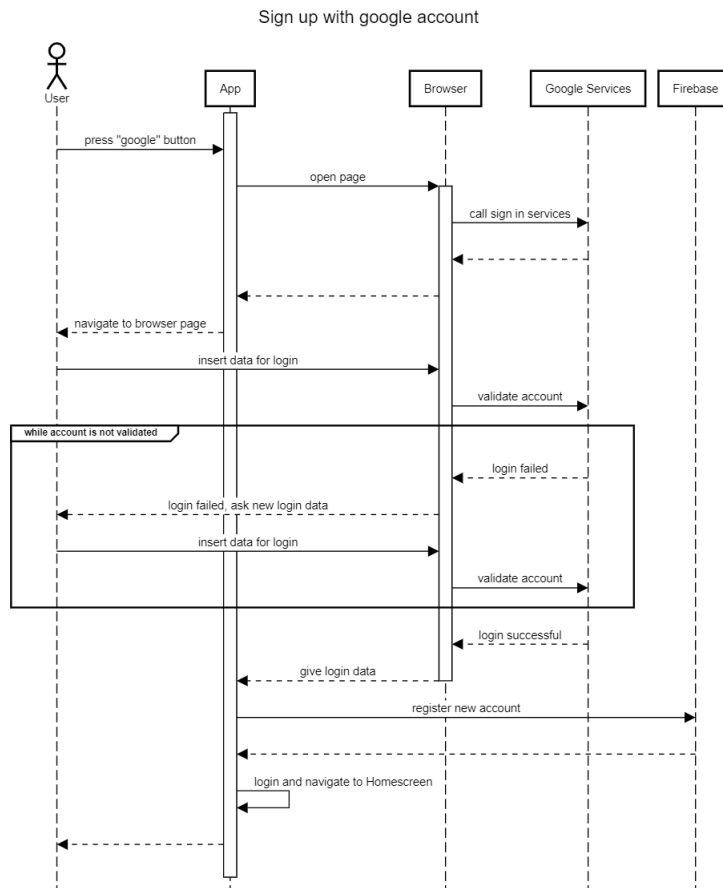 Sign up with google account
User
App
Browser
Google Services
Firebase
press "google" button
open page
call sign in services
navigate to browser page
insert data for login
validate account
while account is not validated
login failed
login failed, ask new login data
insert data for login
validate account
login successful
give login data
register new account
login and navigate to Homescreen